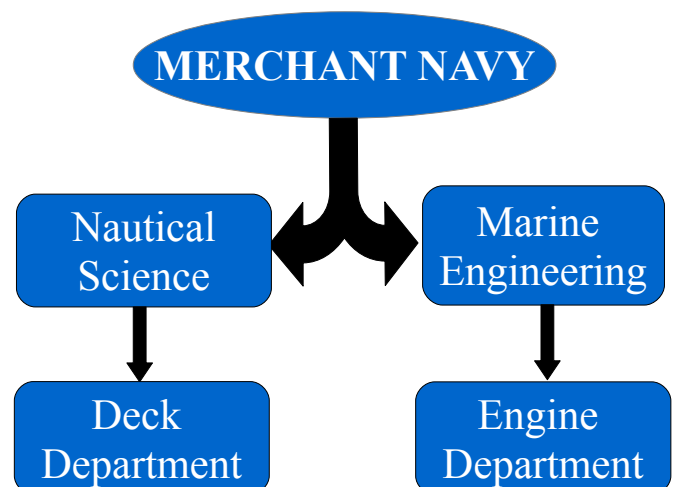 MERCHANT NAVY
Nautical
Science
Marine
Engineering
Deck
Department
Engine
Department